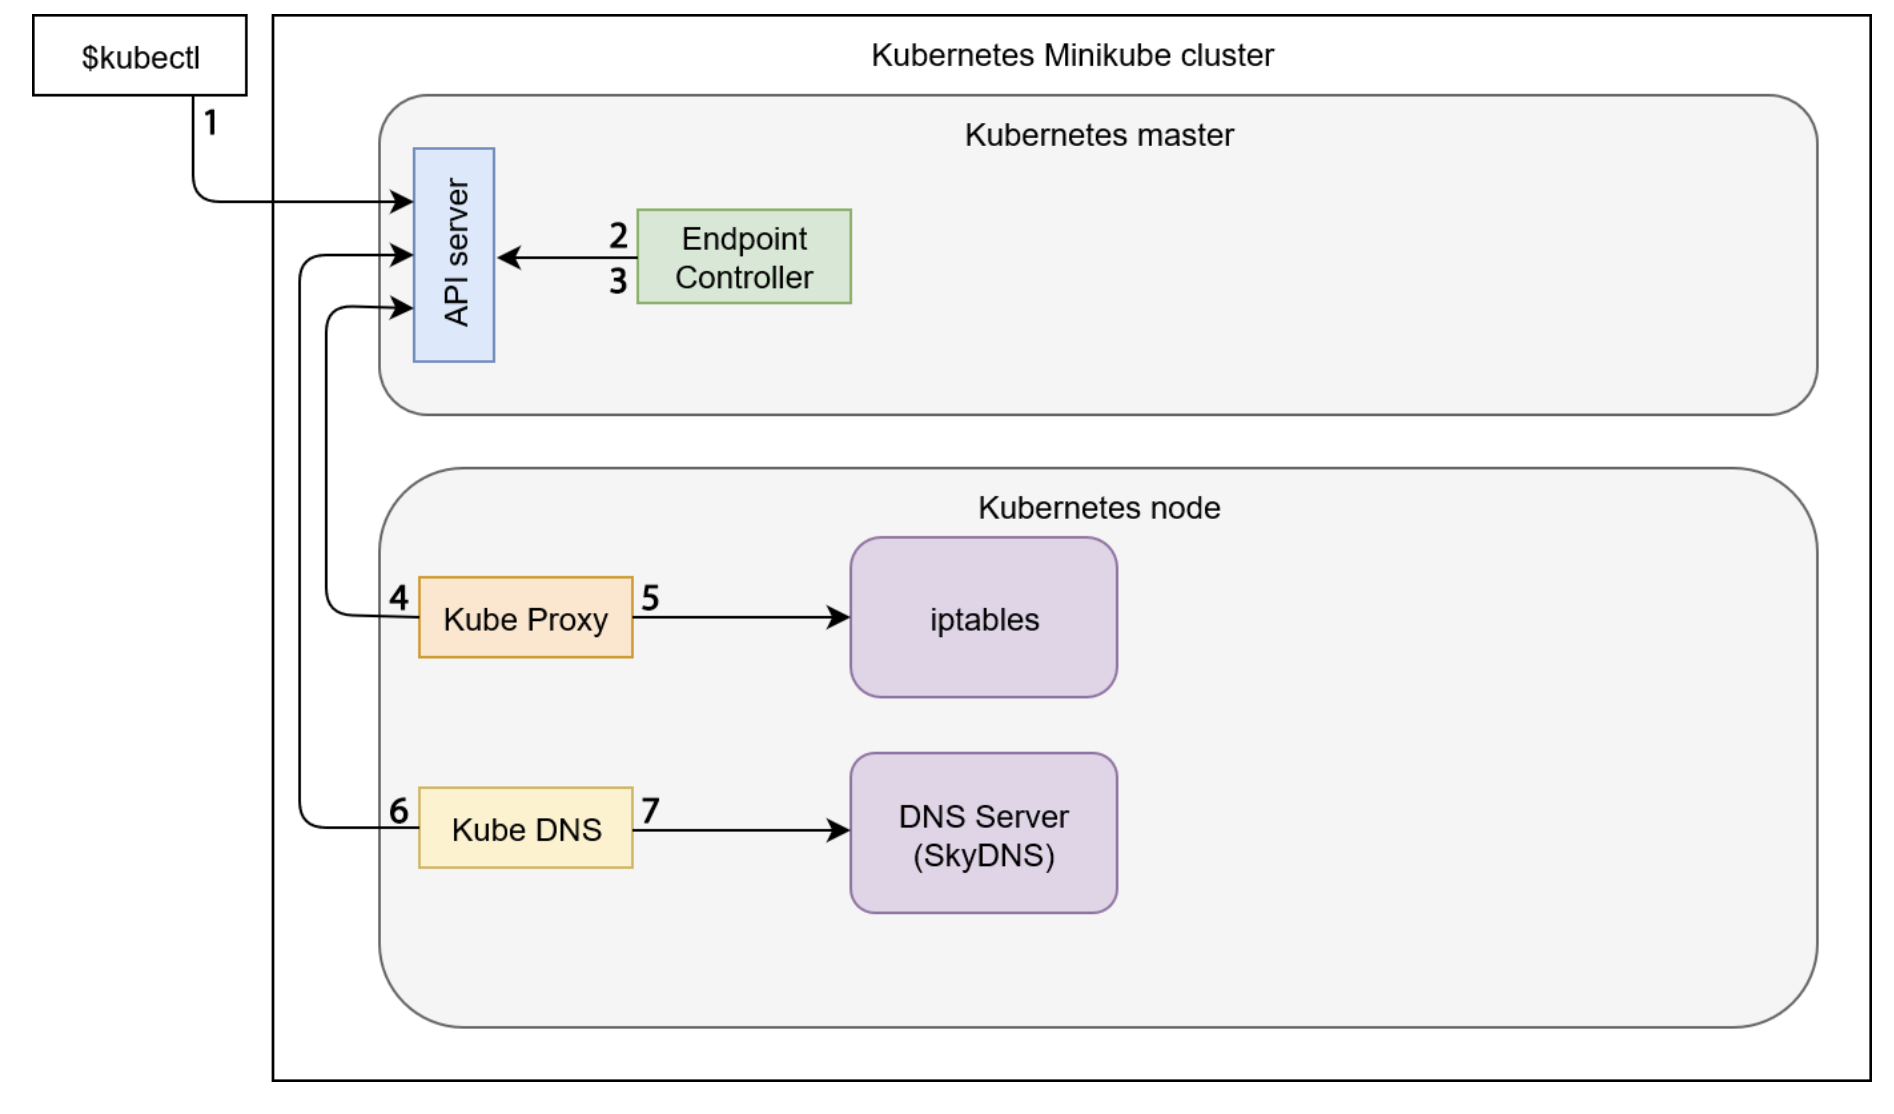 $kubectl
Kubernetes Minikube cluster
1
Kubernetes master
API server
2
3
Endpoint
Controller
Kubernetes node
4
Kube Proxy
5
iptables
6
Kube DNS
7
DNS Server
(SkyDNS)